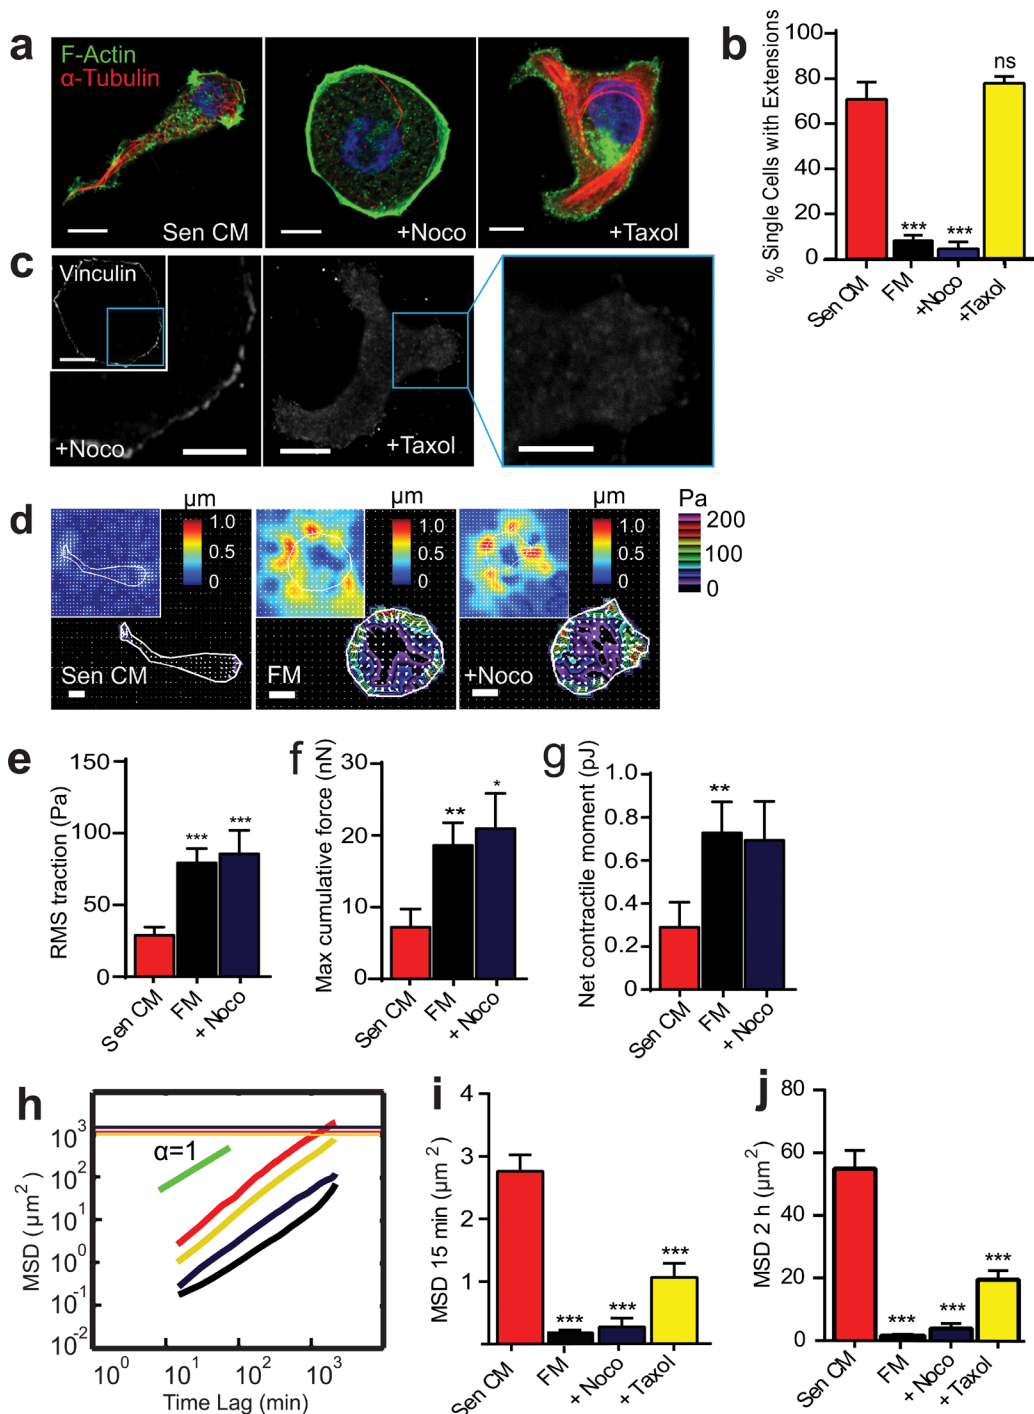 a
F-Actin
α-Tubulin
Sen CM
+Noco
+Taxol
b
% Single Cells with Extensions
100
80
60
40
20
0
***
***
ns
Sen CM
FM
+Noco
+Taxol
c
Vinculin
+Noco
+Taxol
d
µm
1.0
0.5
0
Sen CM
µm
1.0
0.5
0
FM
µm
1.0
0.5
0
+Noco
Pa
200
100
0
e
RMS traction (Pa)
150
100
50
0
***
***
Sen CM
FM
+ Noco
f
Max cumulative force (nN)
30
20
10
0
**
*
Sen CM
FM
+ Noco
g
Net contractile moment (pJ)
1.0
0.8
0.6
0.4
0.2
0
**
Sen CM
FM
+ Noco
h
MSD (µm²)
10³
10²
10¹
10⁰
10⁻¹
10⁻²
α=1
10⁰ 10¹ 10² 10³
Time Lag (min)
i
MSD 15 min (µm²)
4
3
2
1
***
***
***
Sen CM
FM
+ Noco
+ Taxol
j
MSD 2 h (µm²)
80
60
40
20
0
***
***
***
Sen CM
FM
+ Noco
+ Taxol